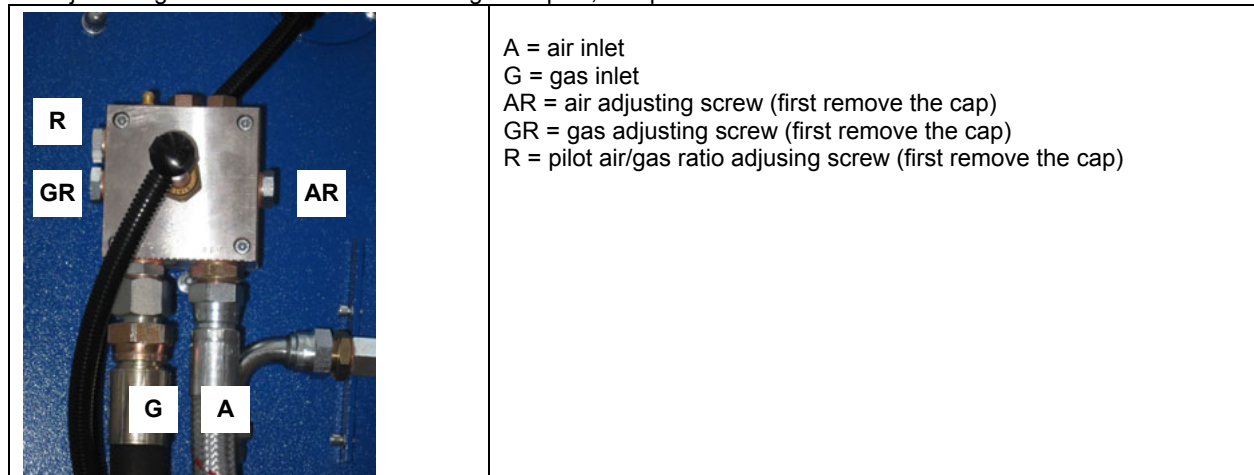 A = air inlet
G = gas inlet
AR = air adjusting screw (first remove the cap)
GR = gas adjusting screw (first remove the cap)
R = pilot air/gas ratio adjusing screw (first remove the cap)
R
GR
AR
G
A